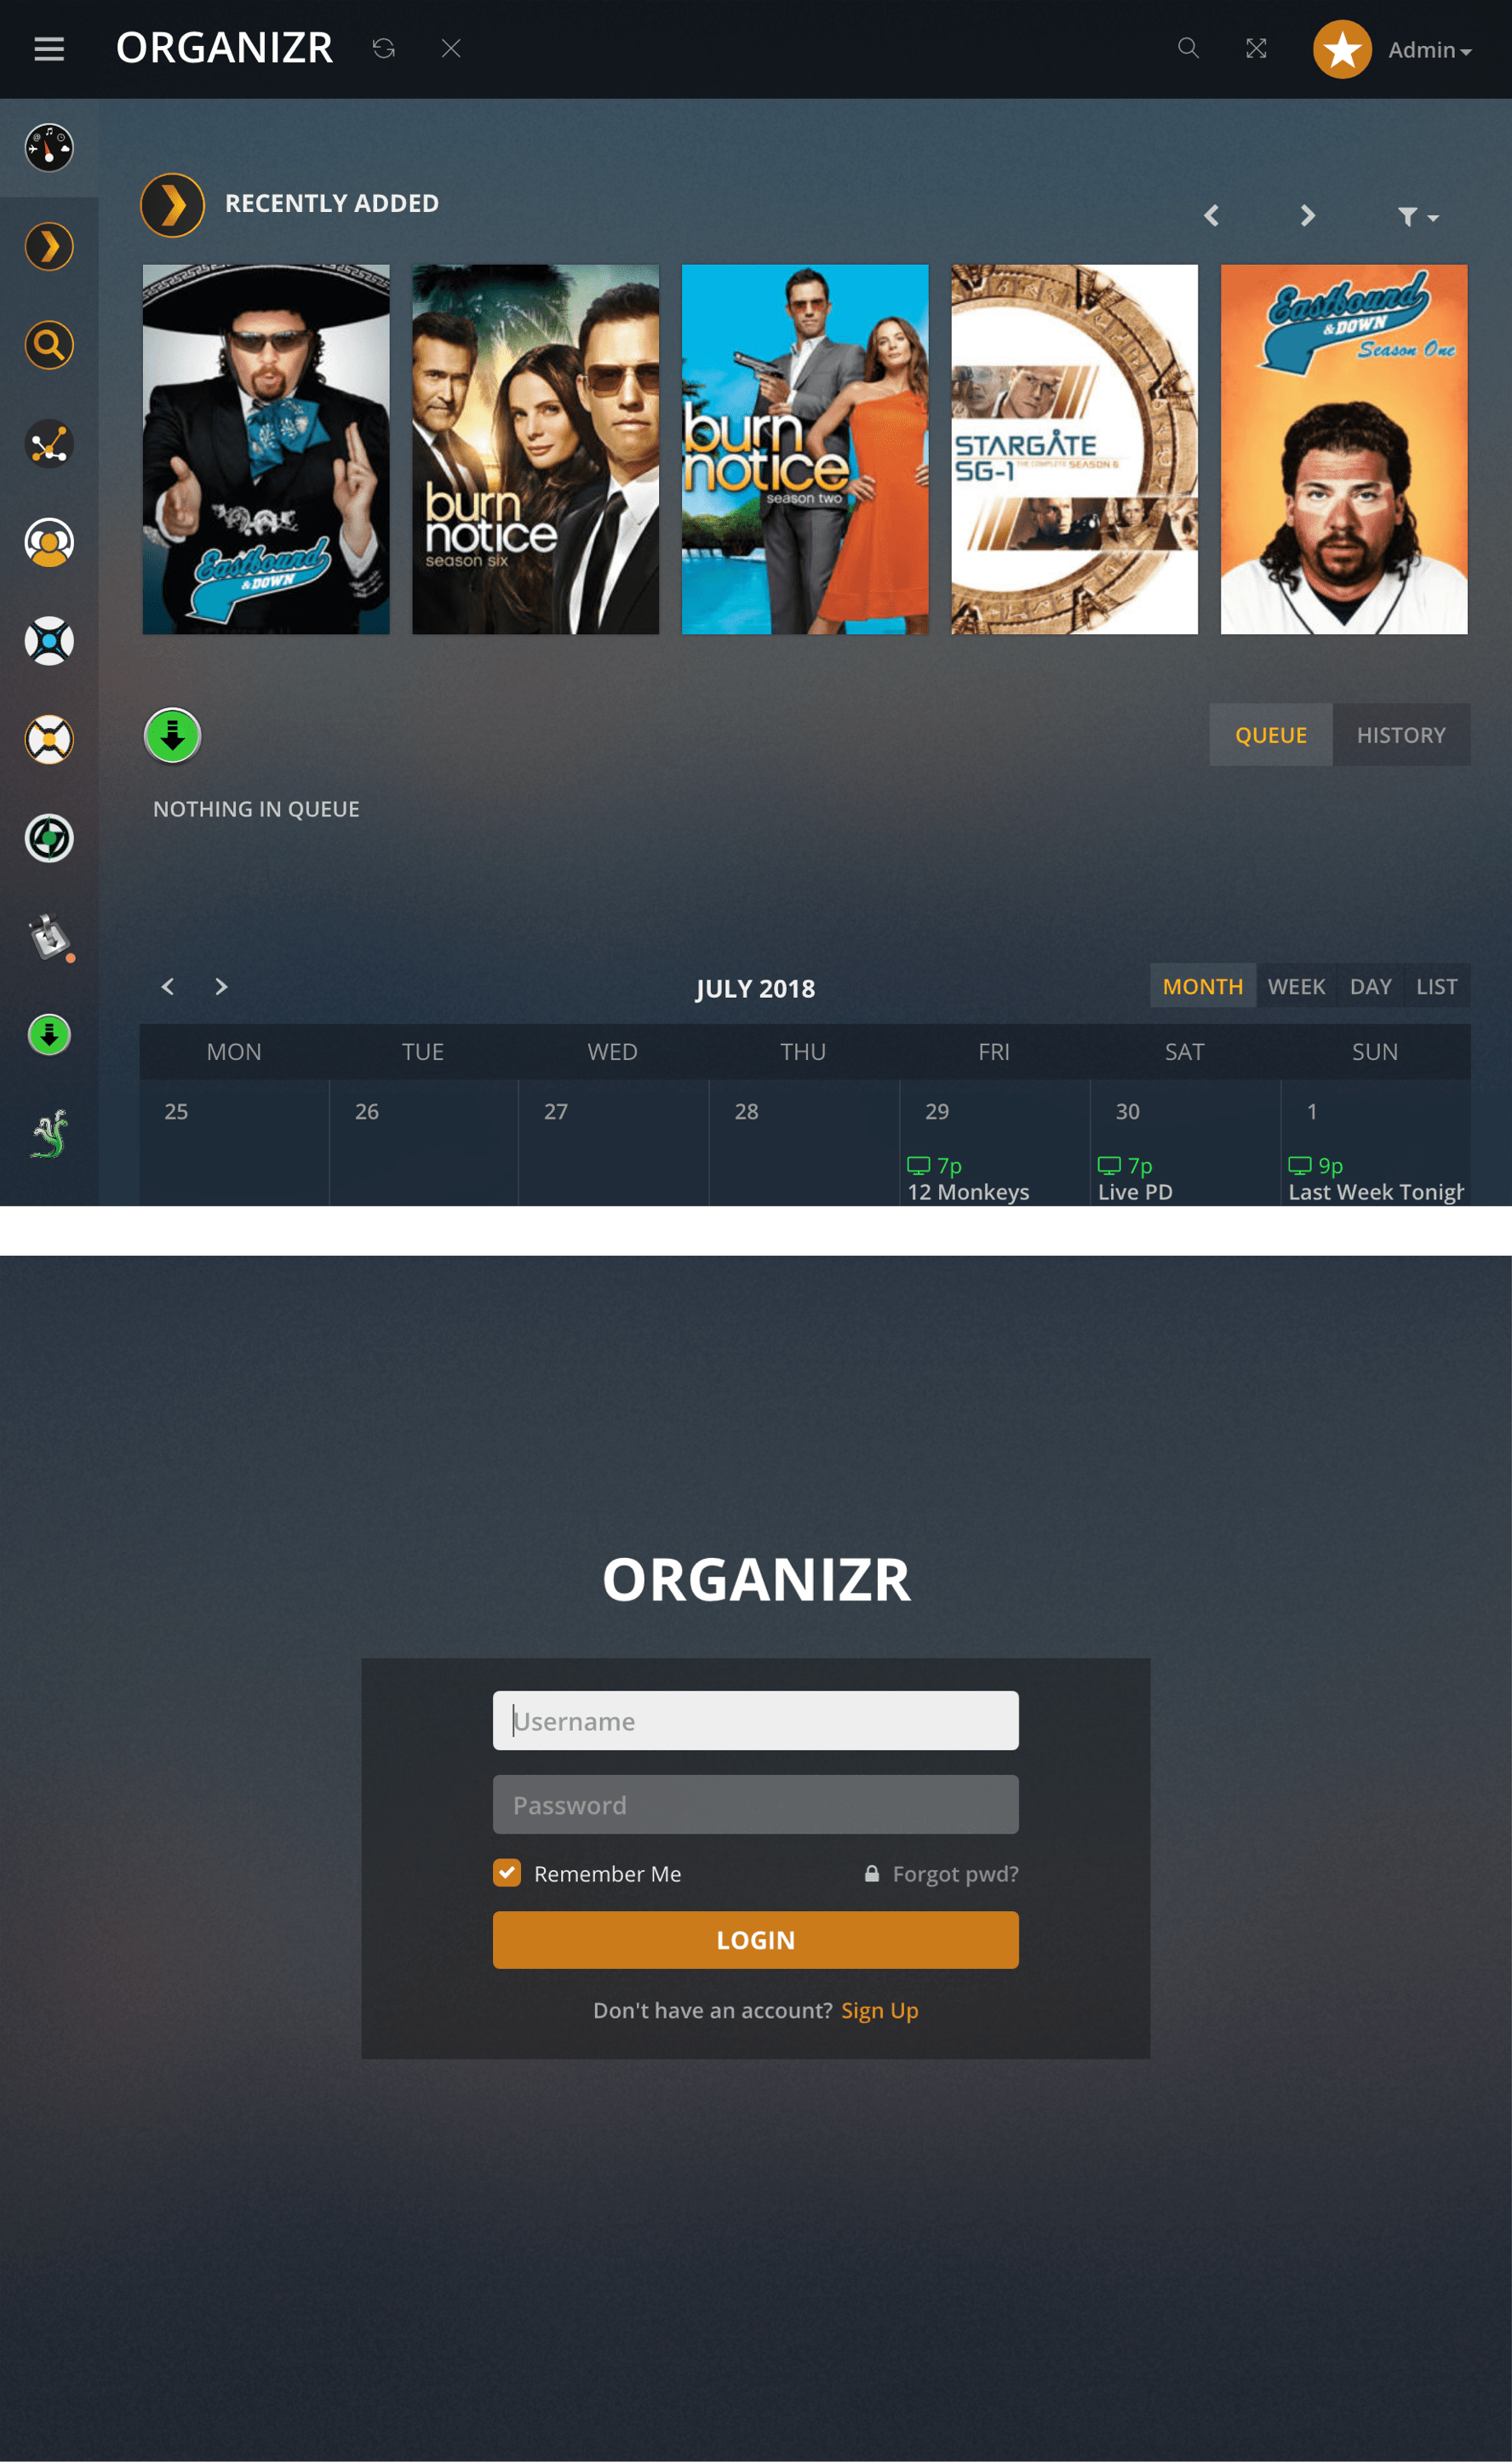 ORGANIZR
Admin
RECENTLY ADDED
Eastbound
& DOWN
burn
notice
season six
burn
notice
season two
STARGATE
SG-1 THE COMPLETE SEASON 6
Eastbound
& DOWN
Season One
QUEUE HISTORY
NOTHING IN QUEUE
JULY 2018
MONTH WEEK DAY LIST
MON TUE WED THU FRI SAT SUN
25 26 27 28 29 30 1
7p 7p 9p
12 Monkeys Live PD Last Week Tonigh
ORGANIZR
Username
Password
Remember Me Forgot pwd?
LOGIN
Don't have an account? Sign Up